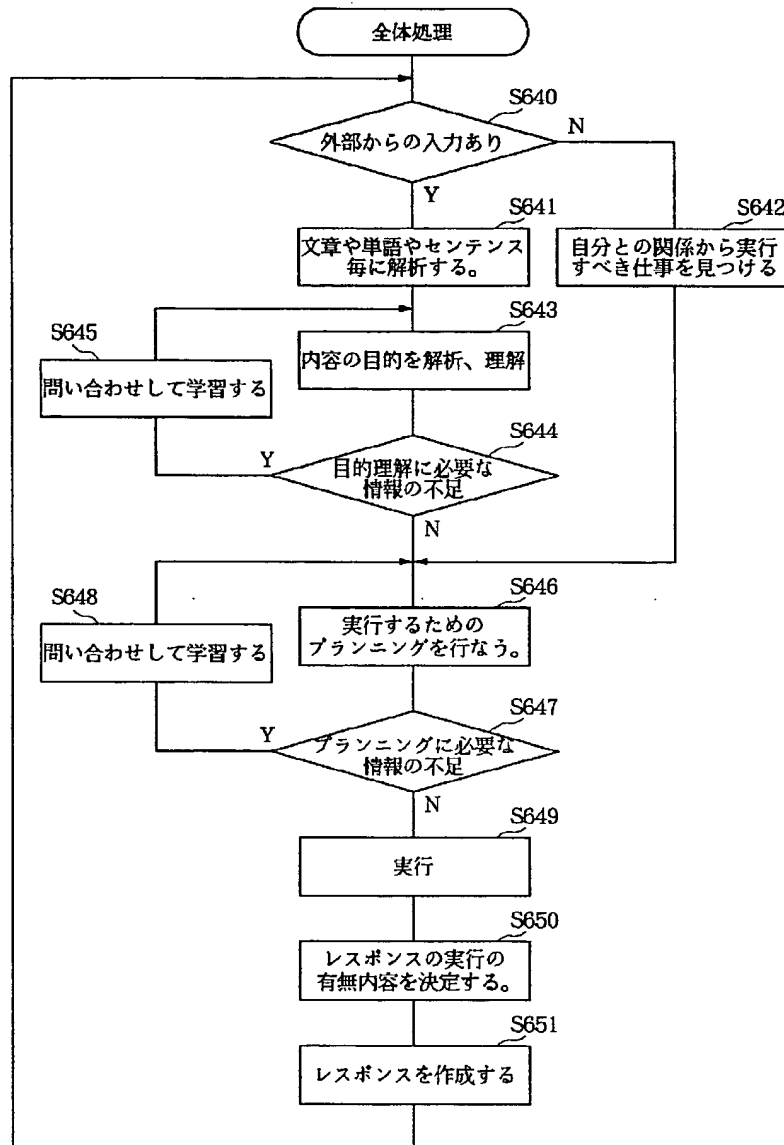 全体処理
S640
外部からの入力あり
N
Y
S641
文章や単語やセンテンス
毎に解析する。
S642
自分との関係から実行
すべき仕事を見つける
S645
問い合わせして学習する
S643
内容の目的を解析、理解
S644
Y
目的理解に必要な
情報の不足
N
S648
問い合わせして学習する
S646
実行するための
プランニングを行なう。
S647
Y
プランニングに必要な
情報の不足
N
S649
実行
S650
レスポンスの実行の
有無内容を決定する。
S651
レスポンスを作成する